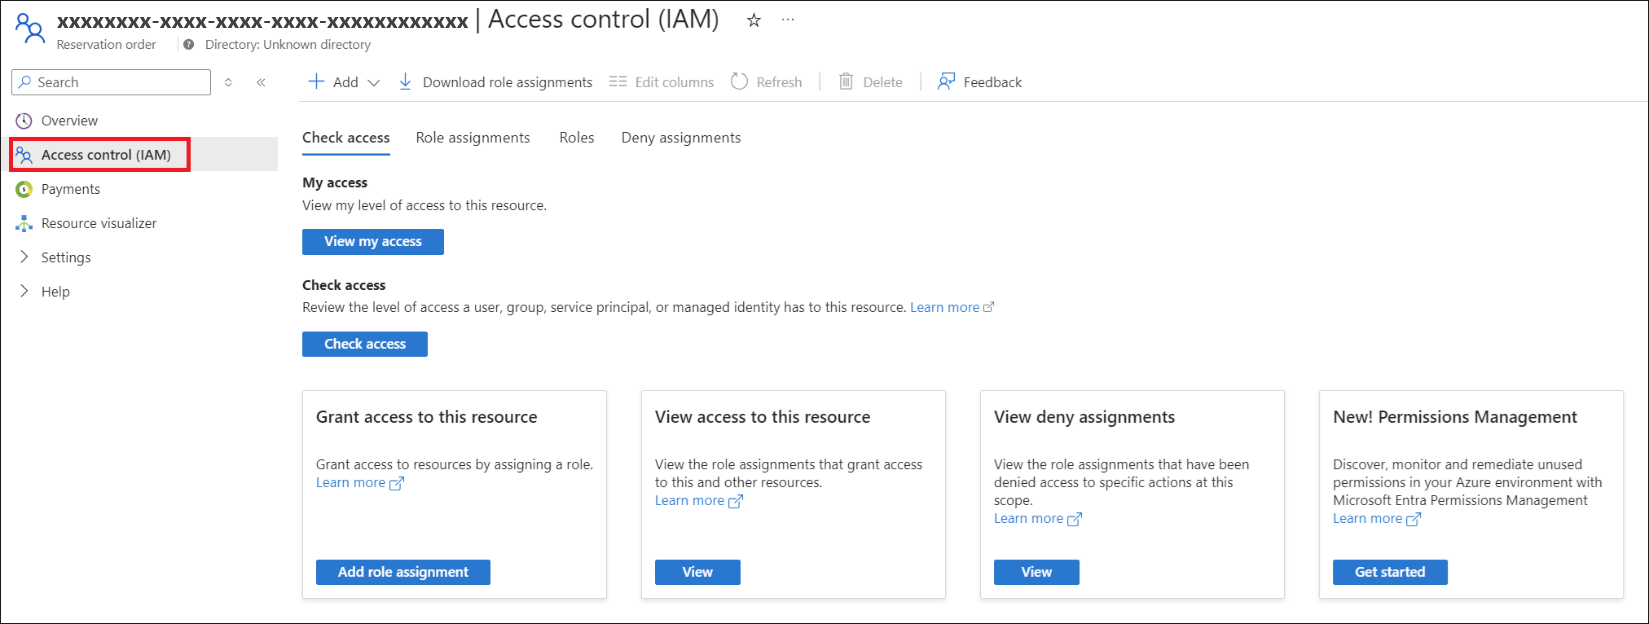 xxxxxxxx-xxxx-xxxx-xxxx-xxxxxxxxxxxx | Access control (IAM)
Reservation order
Directory: Unknown directory
Search
Add
Download role assignments
Edit columns
Refresh
Delete
Feedback
Overview
Access control (IAM)
Payments
Resource visualizer
Settings
Help
Check access
Role assignments
Roles
Deny assignments
My access
View my level of access to this resource.
View my access
Check access
Review the level of access a user, group, service principal, or managed identity has to this resource. Learn more
Check access
Grant access to this resource
Grant access to resources by assigning a role.
Learn more
Add role assignment
View access to this resource
View the role assignments that grant access
to this and other resources.
Learn more
View
View deny assignments
View the role assignments that have been
denied access to specific actions at this
scope.
Learn more
View
New! Permissions Management
Discover, monitor and remediate unused
permissions in your Azure environment with
Microsoft Entra Permissions Management
Learn more
Get started